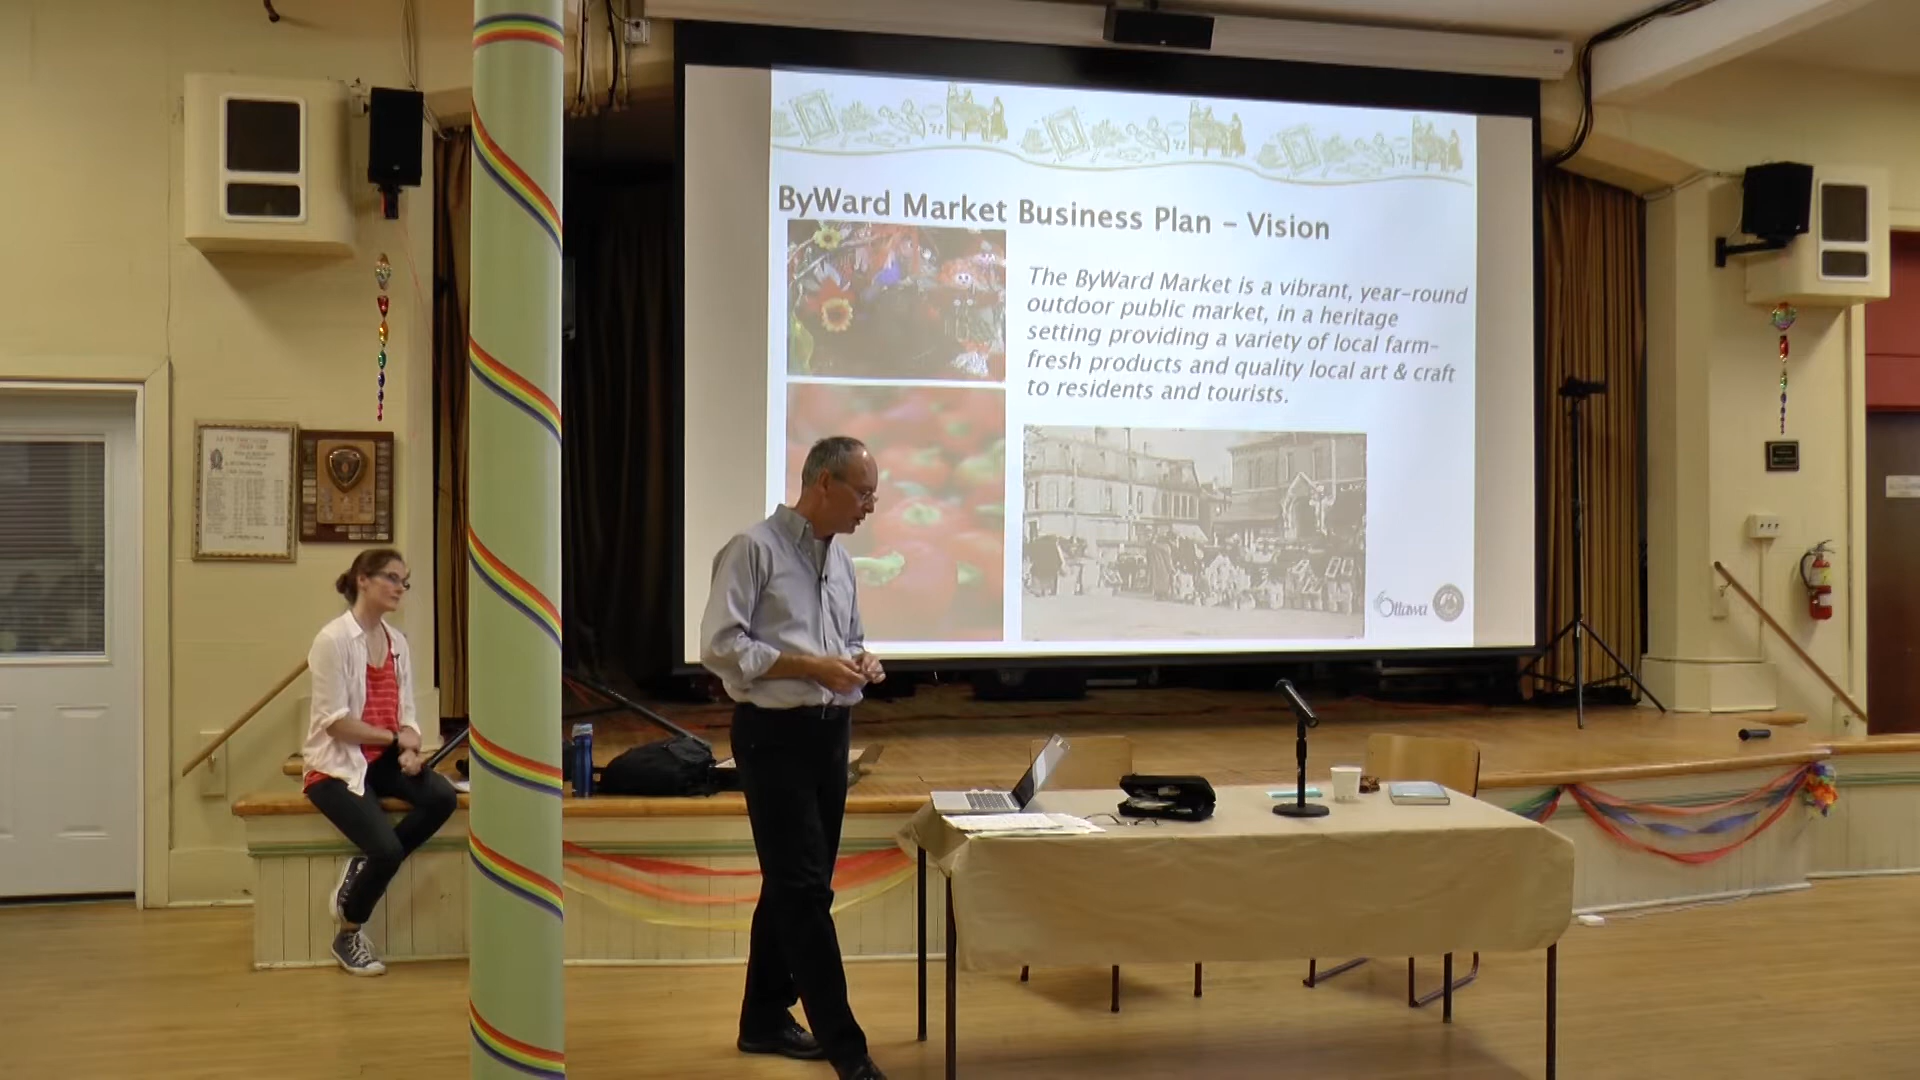 ByWard Market Business Plan – Vision
The ByWard Market is a vibrant, year-round
outdoor public market, in a heritage
setting providing a variety of local farm-
fresh products and quality local art & craft
to residents and tourists.
Ottawa